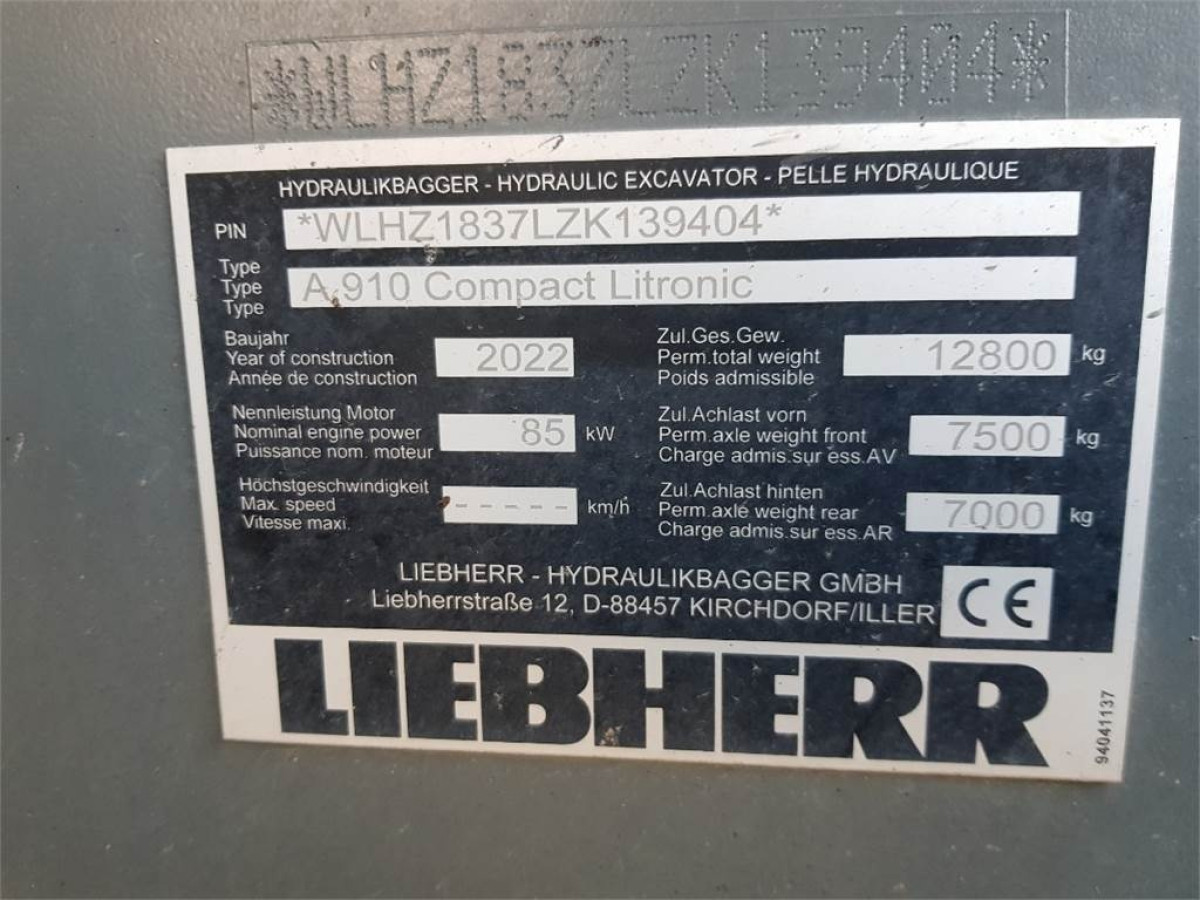 *WLHZ1837LZK139404*
HYDRAULIKBAGGER - HYDRAULIC EXCAVATOR - PELLE HYDRAULIQUE
PIN *WLHZ1837LZK139404*
Type
Type A 910 Compact Litronic
Type
Baujahr
Year of construction 2022
Année de construction
Zul.Ges.Gew.
Perm.total weight 12800 kg
Poids admissible
Nennleistung Motor
Nominal engine power 85 kW
Puissance nom. moteur
Zul.Achlast vorn
Perm.axle weight front 7500 kg
Charge admis.sur ess.AV
Höchstgeschwindigkeit
Max. speed ----- km/h
Vitesse maxi.
Zul.Achlast hinten
Perm.axle weight rear 7000 kg
Charge admis.sur ess.AR
LIEBHERR - HYDRAULIKBAGGER GMBH
Liebherrstraße 12, D-88457 KIRCHDORF/ILLER
CE
LIEBHERR
94041137